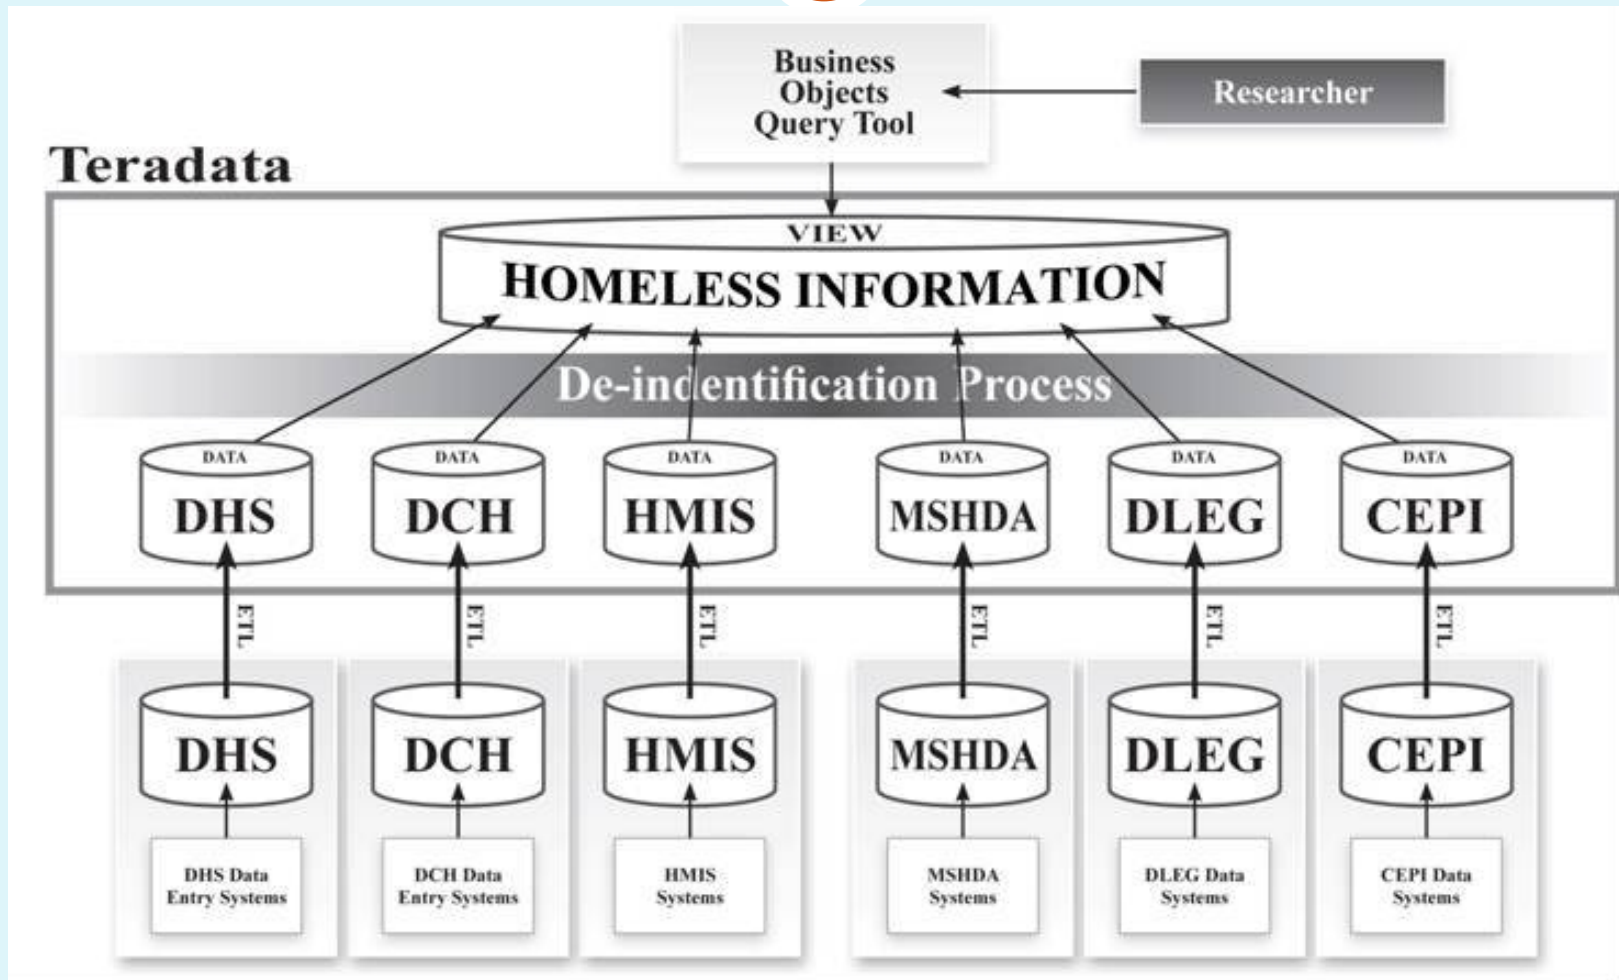 Business
Objects
Query Tool
Researcher
Teradata
VIEW
HOMELESS INFORMATION
De-indentification Process
DATA
DATA
DATA
DATA
DATA
DATA
DHS
DCH
HMIS
MSHDA
DLEG
CEPI
ETL
ETL
ETL
ETL
ETL
ETL
DHS
DCH
HMIS
MSHDA
DLEG
CEPI
DHS Data
Entry Systems
DCH Data
Entry Systems
HMIS
Systems
MSHDA
Systems
DLEG Data
Systems
CEPI Data
Systems